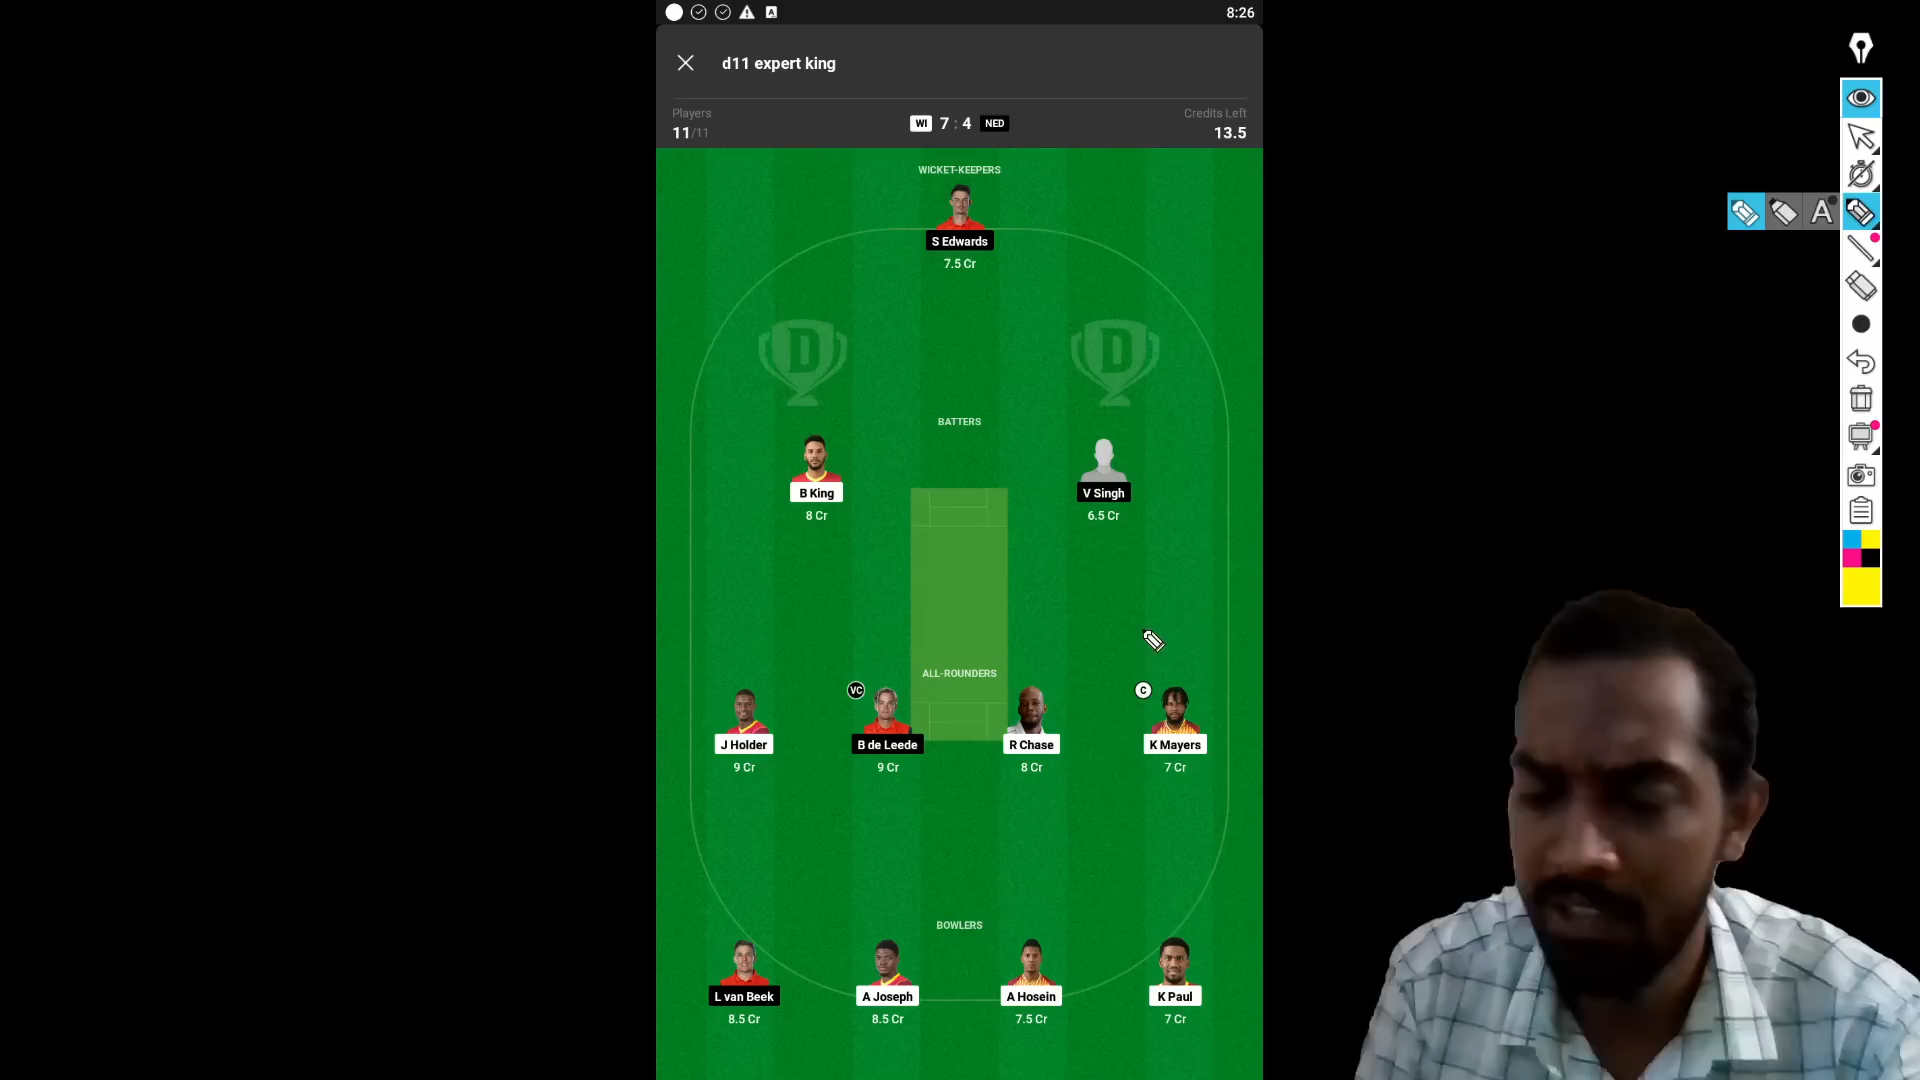 8:26
d11 expert king
Players
11/11
WI 7 : 4 NED
Credits Left
13.5
WICKET-KEEPERS
S Edwards
7.5 Cr
D D
BATTERS
B King V Singh
8 Cr 6.5 Cr
ALL-ROUNDERS
VC C
J Holder B de Leede R Chase K Mayers
9 Cr 9 Cr 8 Cr 7 Cr
BOWLERS
L van Beek A Joseph A Hosein K Paul
8.5 Cr 8.5 Cr 7.5 Cr 7 Cr
A
A